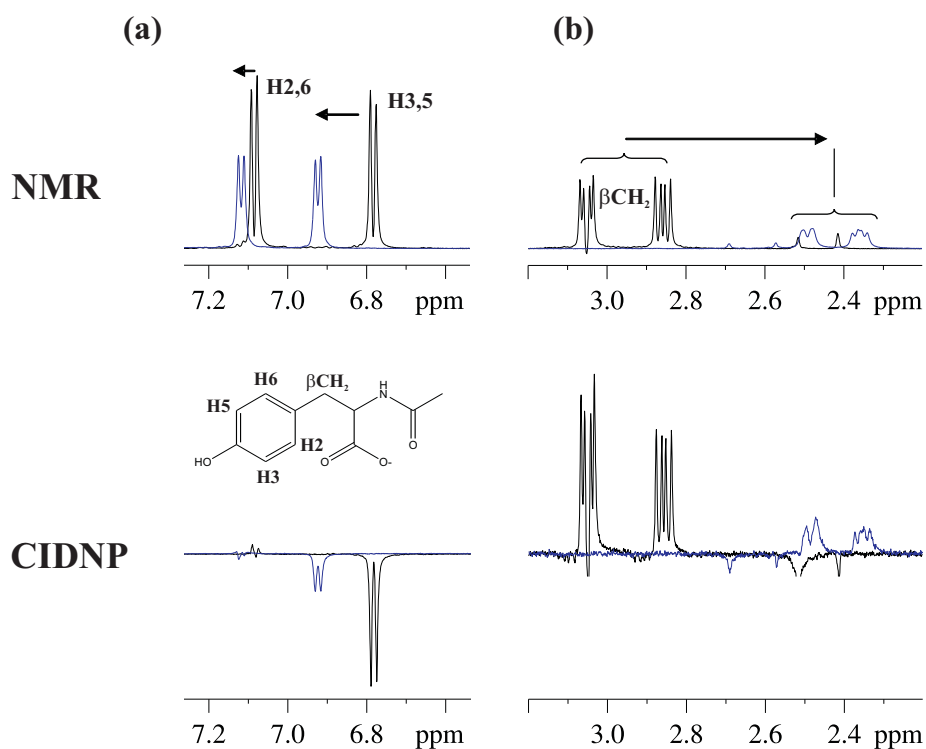 (a)
(b)
H2,6
H3,5
NMR
βCH2
7.2 7.0 6.8 ppm
3.0 2.8 2.6 2.4 ppm
H6 βCH2 H N
H5
H2
HO H3 O O- O
CIDNP
7.2 7.0 6.8 ppm
3.0 2.8 2.6 2.4 ppm